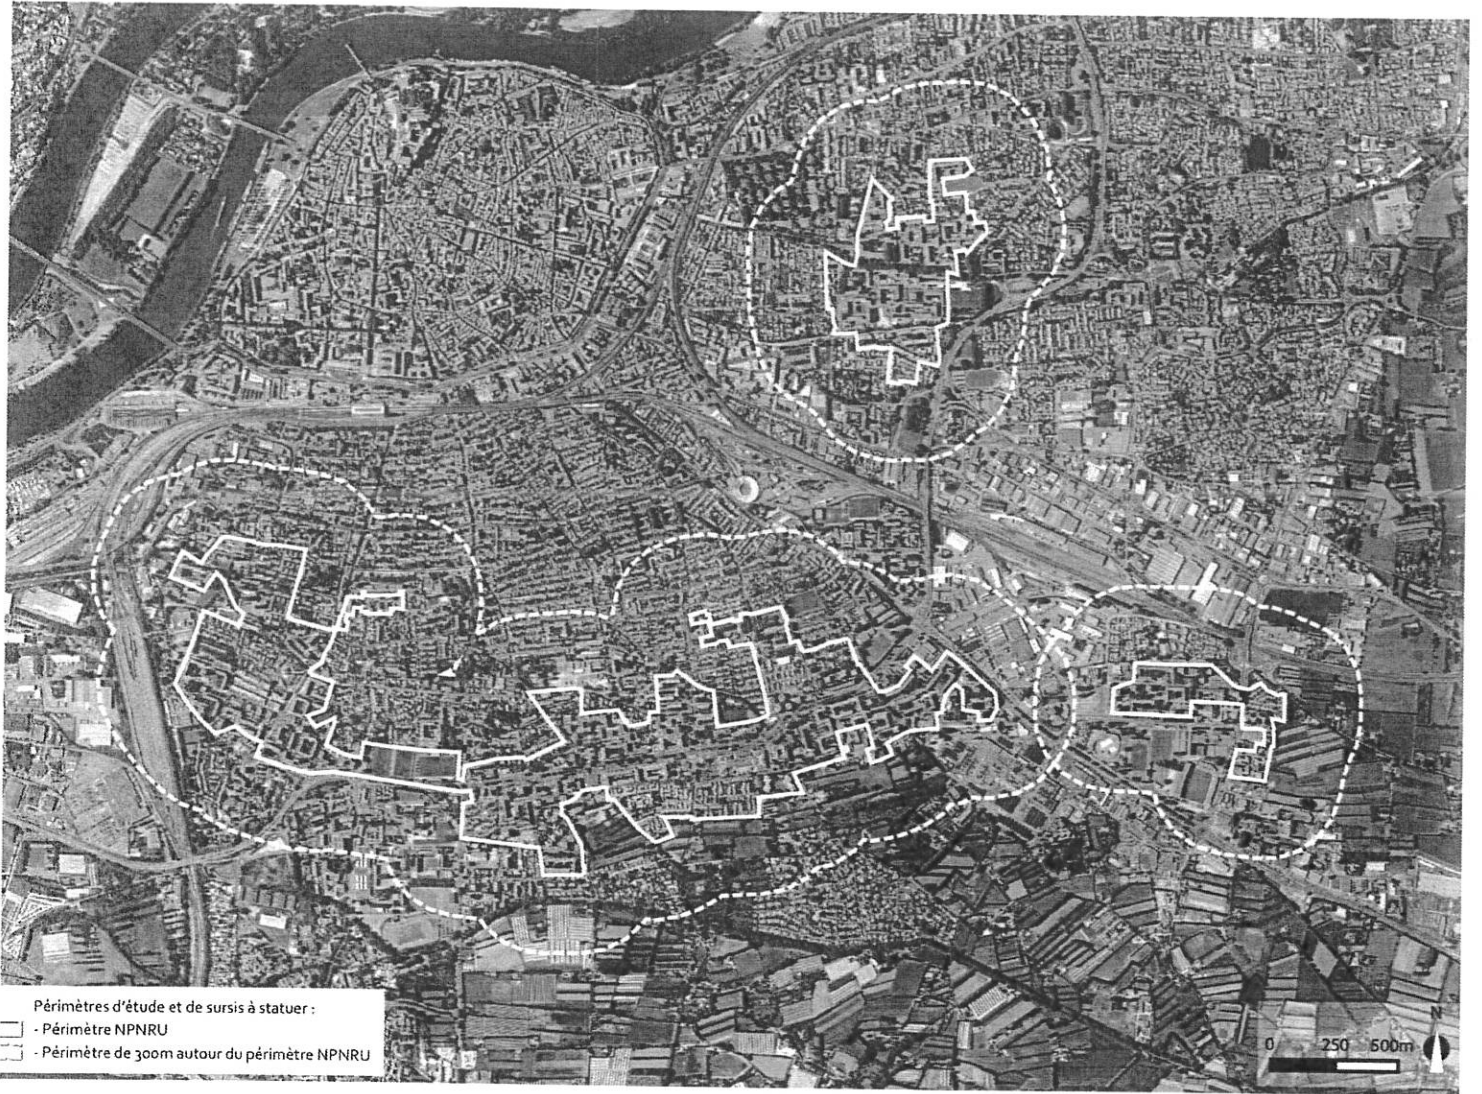 Périmètres d'étude et de sursis à statuer :
- Périmètre NPNRU
- Périmètre de 300m autour du périmètre NPNRU
N
0 250 500m